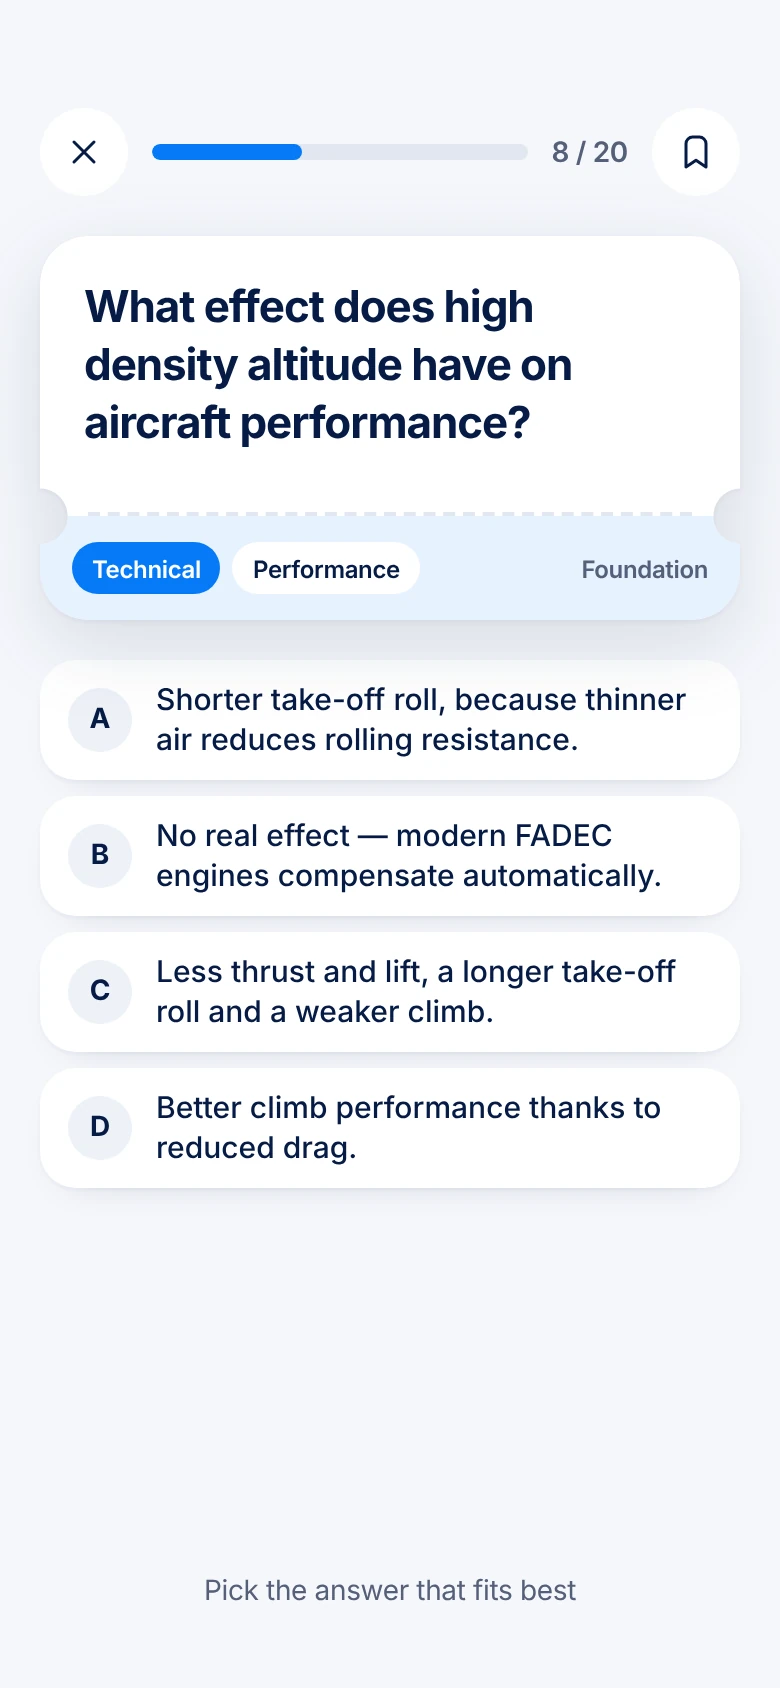 8 / 20
What effect does high
density altitude have on
aircraft performance?
Technical Performance Foundation
A Shorter take-off roll, because thinner
air reduces rolling resistance.
B No real effect — modern FADEC
engines compensate automatically.
C Less thrust and lift, a longer take-off
roll and a weaker climb.
D Better climb performance thanks to
reduced drag.
Pick the answer that fits best